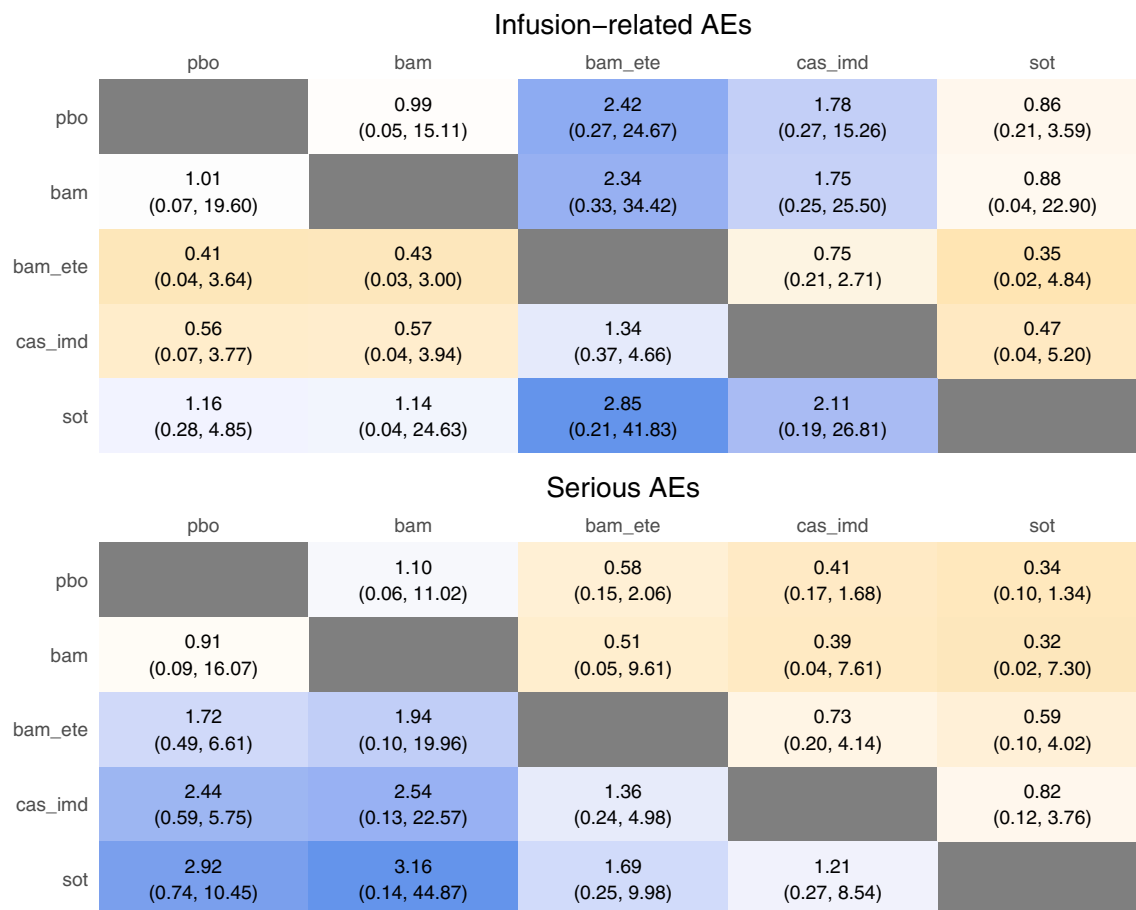 Infusion−related AEs
pbo bam bam_ete cas_imd sot
pbo 0.99 2.42 1.78 0.86
(0.05, 15.11) (0.27, 24.67) (0.27, 15.26) (0.21, 3.59)
bam 1.01 2.34 1.75 0.88
(0.07, 19.60) (0.33, 34.42) (0.25, 25.50) (0.04, 22.90)
bam_ete 0.41 0.43 0.75 0.35
(0.04, 3.64) (0.03, 3.00) (0.21, 2.71) (0.02, 4.84)
cas_imd 0.56 0.57 1.34 0.47
(0.07, 3.77) (0.04, 3.94) (0.37, 4.66) (0.04, 5.20)
sot 1.16 1.14 2.85 2.11
(0.28, 4.85) (0.04, 24.63) (0.21, 41.83) (0.19, 26.81)
Serious AEs
pbo bam bam_ete cas_imd sot
pbo 1.10 0.58 0.41 0.34
(0.06, 11.02) (0.15, 2.06) (0.17, 1.68) (0.10, 1.34)
bam 0.91 0.51 0.39 0.32
(0.09, 16.07) (0.05, 9.61) (0.04, 7.61) (0.02, 7.30)
bam_ete 1.72 1.94 0.73 0.59
(0.49, 6.61) (0.10, 19.96) (0.20, 4.14) (0.10, 4.02)
cas_imd 2.44 2.54 1.36 0.82
(0.59, 5.75) (0.13, 22.57) (0.24, 4.98) (0.12, 3.76)
sot 2.92 3.16 1.69 1.21
(0.74, 10.45) (0.14, 44.87) (0.25, 9.98) (0.27, 8.54)